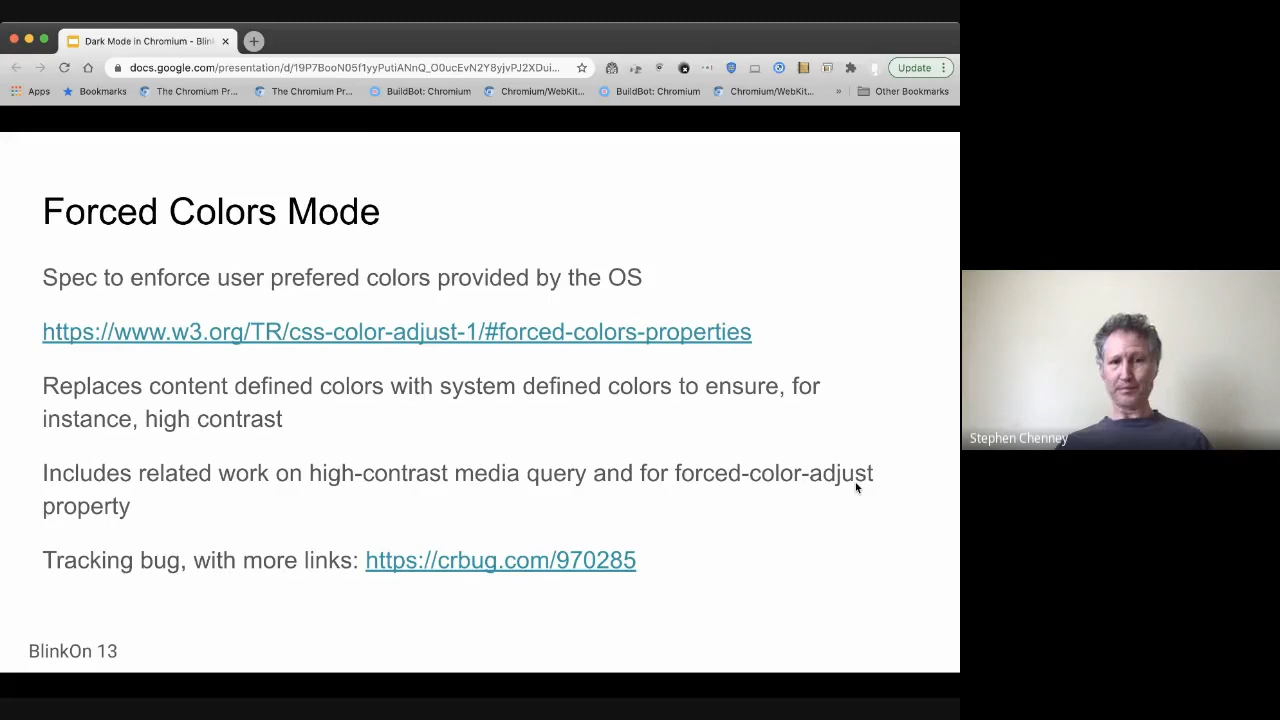 Dark Mode in Chromium - Blin
docs.google.com/presentation/d/19P7BooN05f1yyPutiANnQ_O0ucEvN2Y8yjvPJ2XDui...
Update
Apps
Bookmarks
The Chromium Pr...
The Chromium Pr...
BuildBot: Chromium
Chromium/WebKit...
BuildBot: Chromium
Chromium/WebKit...
»
Other Bookmarks
Forced Colors Mode
Spec to enforce user prefered colors provided by the OS
https://www.w3.org/TR/css-color-adjust-1/#forced-colors-properties
Replaces content defined colors with system defined colors to ensure, for
instance, high contrast
Includes related work on high-contrast media query and for forced-color-adjust
property
Tracking bug, with more links: https://crbug.com/970285
BlinkOn 13
Stephen Chenney